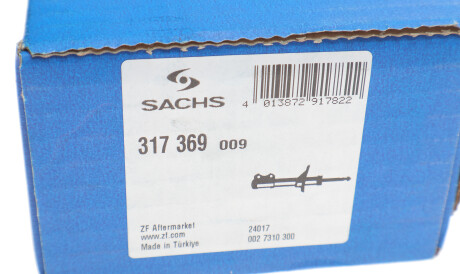 SACHS
4 013872 917822
317 369 009
ZF Aftermarket
www.zf.com
Made in Türkiye
24017
002 7310 300